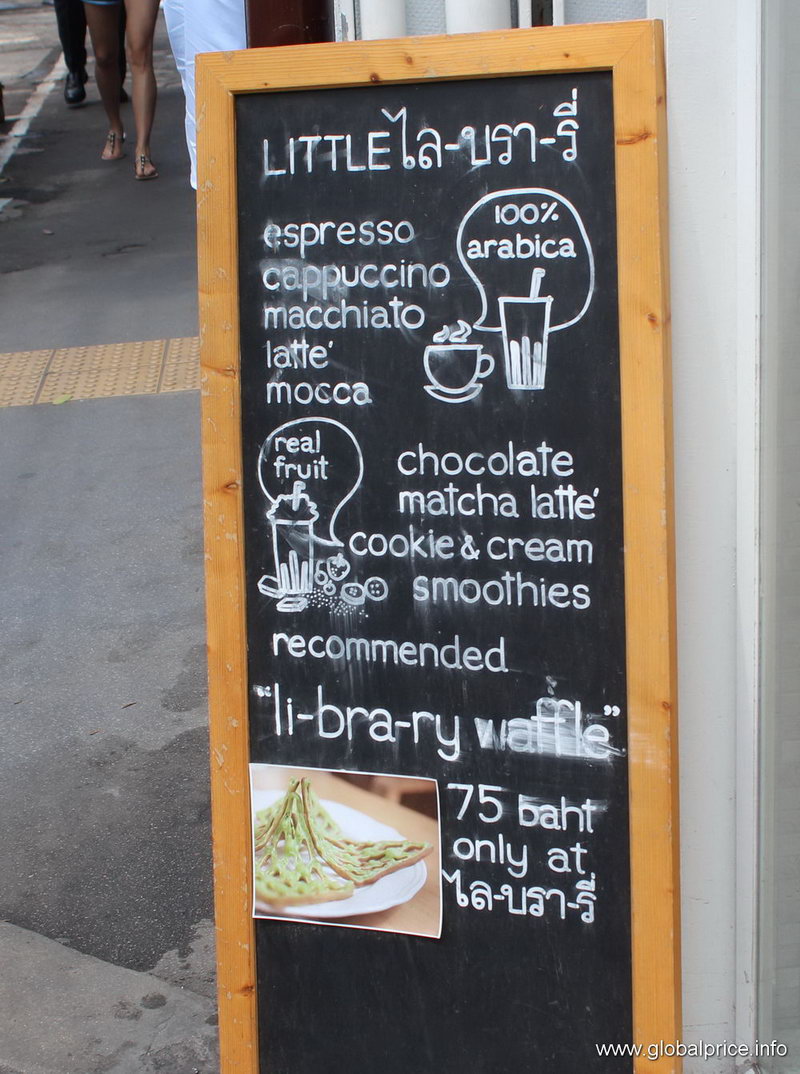 LITTLE ไล-บรา-รี่
100%
arabica
espresso
cappuccino
macchiato
latte'
mocca
real
fruit
chocolate
matcha latte'
cookie & cream
smoothies
recommended
"li-bra-ry waffle"
75 baht
only at
ไล-บรา-รี่
www.globalprice.info